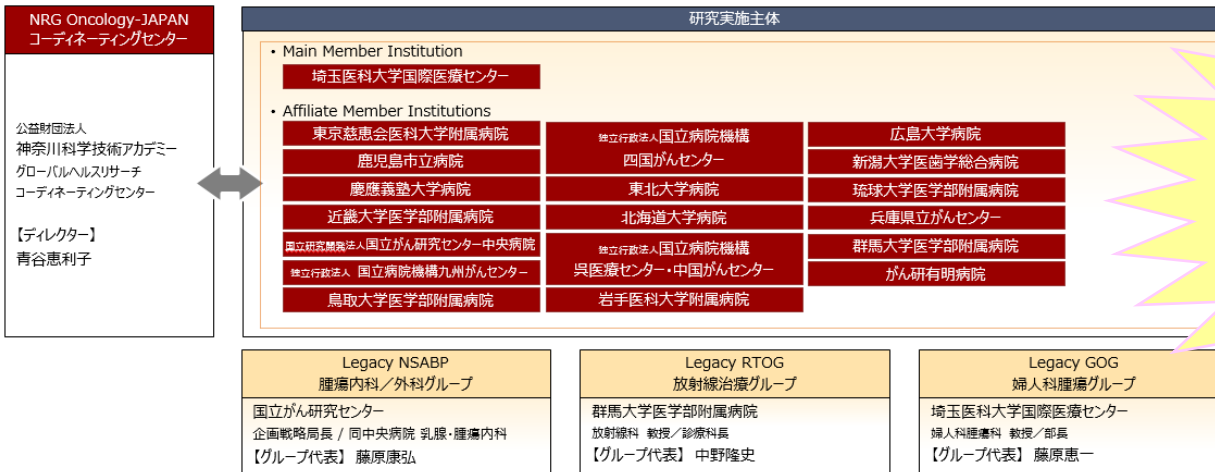 NRG Oncology-JAPAN
コーディネーティングセンター
公益財団法人
神奈川科学技術アカデミー
グローバルヘルスリサーチ
コーディネーティングセンター
【ディレクター】
青谷恵利子
研究実施主体
・Main Member Institution
埼玉医科大学国際医療センター
・Affiliate Member Institutions
東京慈恵会医科大学附属病院
鹿児島市立病院
慶應義塾大学病院
近畿大学医学部附属病院
国立研究開発法人国立がん研究センター中央病院
独立行政法人 国立病院機構九州がんセンター
鳥取大学医学部附属病院
独立行政法人国立病院機構
四国がんセンター
東北大学病院
北海道大学病院
独立行政法人国立病院機構
呉医療センター・中国がんセンター
岩手医科大学附属病院
広島大学病院
新潟大学医歯学総合病院
琉球大学医学部附属病院
兵庫県立がんセンター
群馬大学医学部附属病院
がん研有明病院
Legacy NSABP
腫瘍内科／外科グループ
国立がん研究センター
企画戦略局長 / 同中央病院 乳腺・腫瘍内科
【グループ代表】 藤原康弘
Legacy RTOG
放射線治療グループ
群馬大学医学部附属病院
放射線科 教授／診療科長
【グループ代表】 中野隆史
Legacy GOG
婦人科腫瘍グループ
埼玉医科大学国際医療センター
婦人科腫瘍科 教授／部長
【グループ代表】 藤原恵一